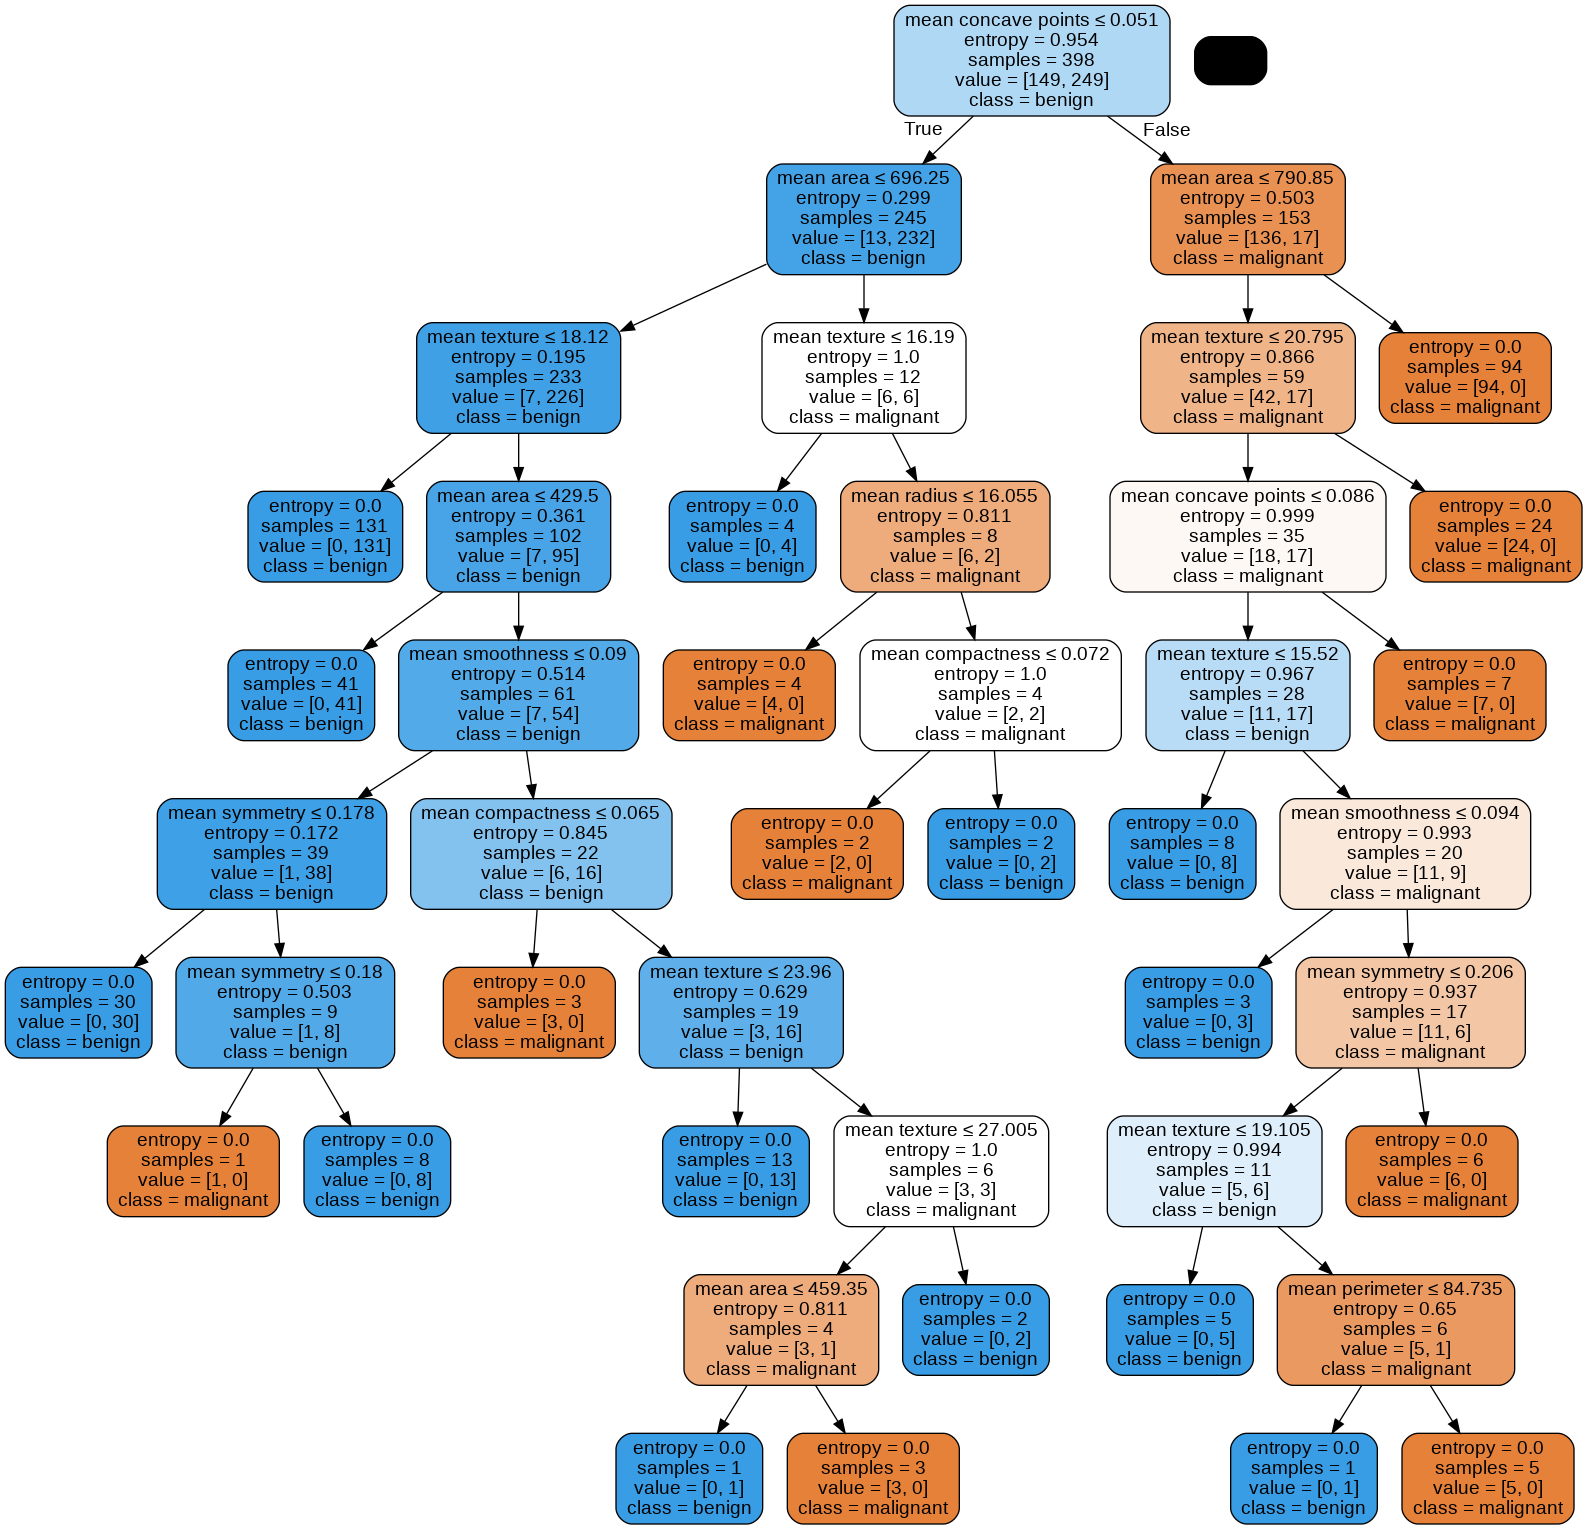 mean concave points ≤ 0.051
entropy = 0.954
samples = 398
value = [149, 249]
class = benign
True
False
mean area ≤ 696.25
entropy = 0.299
samples = 245
value = [13, 232]
class = benign
mean area ≤ 790.85
entropy = 0.503
samples = 153
value = [136, 17]
class = malignant
mean texture ≤ 18.12
entropy = 0.195
samples = 233
value = [7, 226]
class = benign
mean texture ≤ 16.19
entropy = 1.0
samples = 12
value = [6, 6]
class = malignant
mean texture ≤ 20.795
entropy = 0.866
samples = 59
value = [42, 17]
class = malignant
entropy = 0.0
samples = 94
value = [94, 0]
class = malignant
entropy = 0.0
samples = 131
value = [0, 131]
class = benign
mean area ≤ 429.5
entropy = 0.361
samples = 102
value = [7, 95]
class = benign
entropy = 0.0
samples = 4
value = [0, 4]
class = benign
mean radius ≤ 16.055
entropy = 0.811
samples = 8
value = [6, 2]
class = malignant
mean concave points ≤ 0.086
entropy = 0.999
samples = 35
value = [18, 17]
class = malignant
entropy = 0.0
samples = 24
value = [24, 0]
class = malignant
entropy = 0.0
samples = 41
value = [0, 41]
class = benign
mean smoothness ≤ 0.09
entropy = 0.514
samples = 61
value = [7, 54]
class = benign
entropy = 0.0
samples = 4
value = [4, 0]
class = malignant
mean compactness ≤ 0.072
entropy = 1.0
samples = 4
value = [2, 2]
class = malignant
mean texture ≤ 15.52
entropy = 0.967
samples = 28
value = [11, 17]
class = benign
entropy = 0.0
samples = 7
value = [7, 0]
class = malignant
mean symmetry ≤ 0.178
entropy = 0.172
samples = 39
value = [1, 38]
class = benign
mean compactness ≤ 0.065
entropy = 0.845
samples = 22
value = [6, 16]
class = benign
entropy = 0.0
samples = 2
value = [2, 0]
class = malignant
entropy = 0.0
samples = 2
value = [0, 2]
class = benign
entropy = 0.0
samples = 8
value = [0, 8]
class = benign
mean smoothness ≤ 0.094
entropy = 0.993
samples = 20
value = [11, 9]
class = malignant
entropy = 0.0
samples = 30
value = [0, 30]
class = benign
mean symmetry ≤ 0.18
entropy = 0.503
samples = 9
value = [1, 8]
class = benign
entropy = 0.0
samples = 3
value = [3, 0]
class = malignant
mean texture ≤ 23.96
entropy = 0.629
samples = 19
value = [3, 16]
class = benign
entropy = 0.0
samples = 3
value = [0, 3]
class = benign
mean symmetry ≤ 0.206
entropy = 0.937
samples = 17
value = [11, 6]
class = malignant
entropy = 0.0
samples = 1
value = [1, 0]
class = malignant
entropy = 0.0
samples = 8
value = [0, 8]
class = benign
entropy = 0.0
samples = 13
value = [0, 13]
class = benign
mean texture ≤ 27.005
entropy = 1.0
samples = 6
value = [3, 3]
class = malignant
mean texture ≤ 19.105
entropy = 0.994
samples = 11
value = [5, 6]
class = benign
entropy = 0.0
samples = 6
value = [6, 0]
class = malignant
mean area ≤ 459.35
entropy = 0.811
samples = 4
value = [3, 1]
class = malignant
entropy = 0.0
samples = 2
value = [0, 2]
class = benign
entropy = 0.0
samples = 5
value = [0, 5]
class = benign
mean perimeter ≤ 84.735
entropy = 0.65
samples = 6
value = [5, 1]
class = malignant
entropy = 0.0
samples = 1
value = [0, 1]
class = benign
entropy = 0.0
samples = 3
value = [3, 0]
class = malignant
entropy = 0.0
samples = 1
value = [0, 1]
class = benign
entropy = 0.0
samples = 5
value = [5, 0]
class = malignant